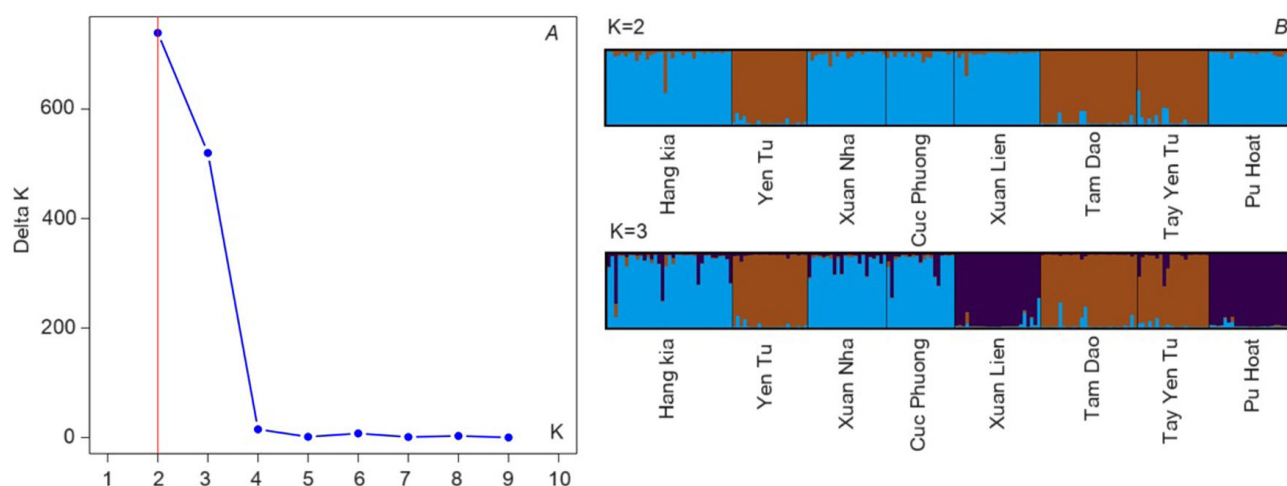 A
Delta K
600
400
200
0
K
1 2 3 4 5 6 7 8 9 10
K=2
B
Hang kia
Yen Tu
Xuan Nha
Cuc Phuong
Xuan Lien
Tam Dao
Tay Yen Tu
Pu Hoat
K=3
Hang Kia
Yen Tu
Xuan Nha
Cuc Phuong
Xuan Lien
Tam Dao
Tay Yen Tu
Pu Hoat